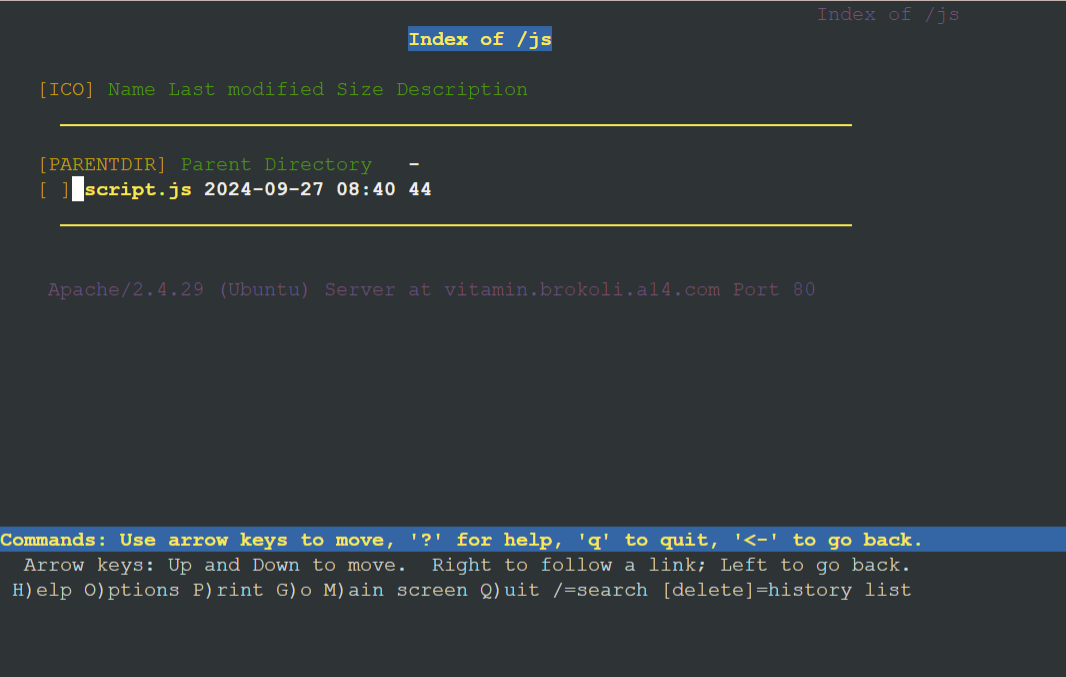 Index of /js
Index of /js
[ICO] Name Last modified Size Description
[PARENTDIR] Parent Directory -
[ ] script.js 2024-09-27 08:40 44
Apache/2.4.29 (Ubuntu) Server at vitamin.brokoli.a14.com Port 80
Commands: Use arrow keys to move, '?' for help, 'q' to quit, '<-' to go back.
Arrow keys: Up and Down to move. Right to follow a link; Left to go back.
H)elp O)ptions P)rint G)o M)ain screen Q)uit /=search [delete]=history list